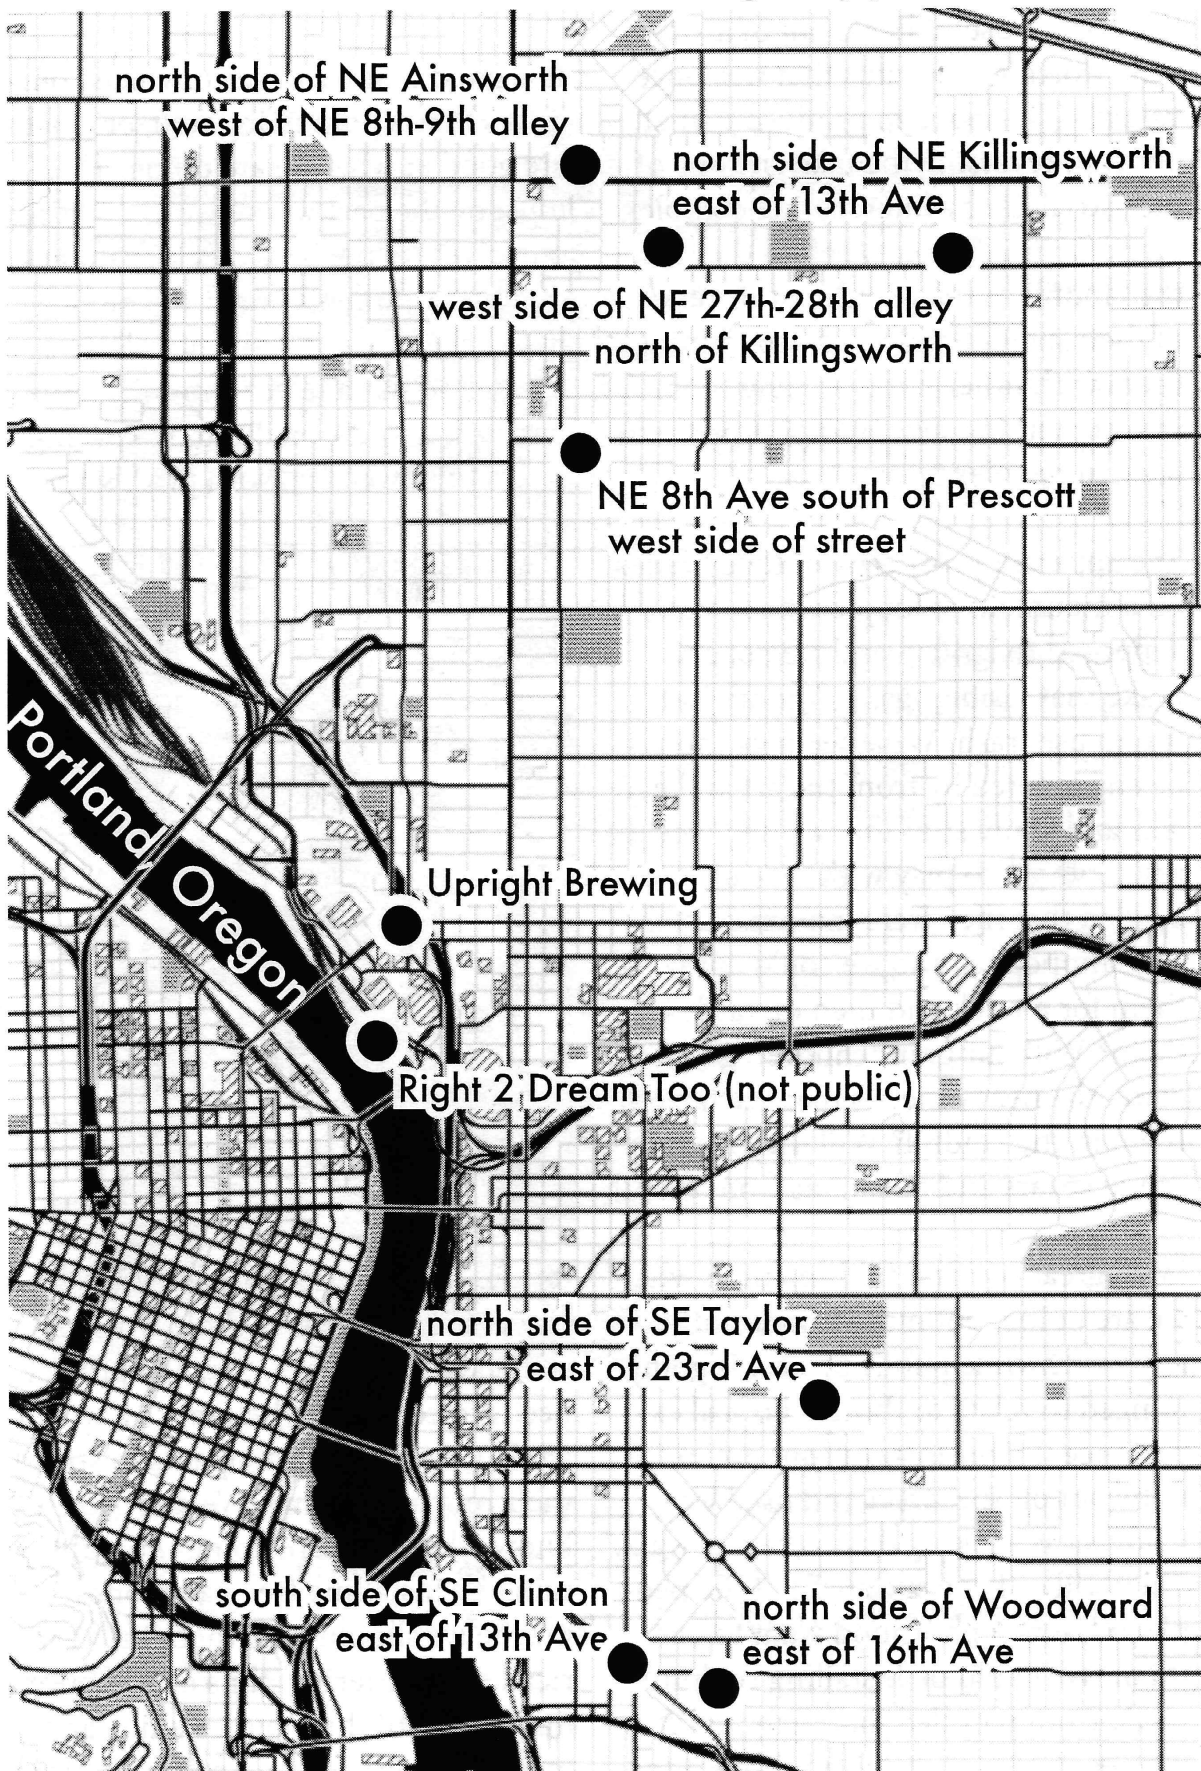 north side of NE Ainsworth
west of NE 8th-9th alley
north side of NE Killingsworth
east of 13th Ave
west side of NE 27th-28th alley
north of Killingsworth
NE 8th Ave south of Prescott
west side of street
Portland
Oregon
Upright Brewing
Right 2 Dream Too (not public)
north side of SE Taylor
east of 23rd Ave
south side of SE Clinton
east of 13th Ave
north side of Woodward
east of 16th Ave